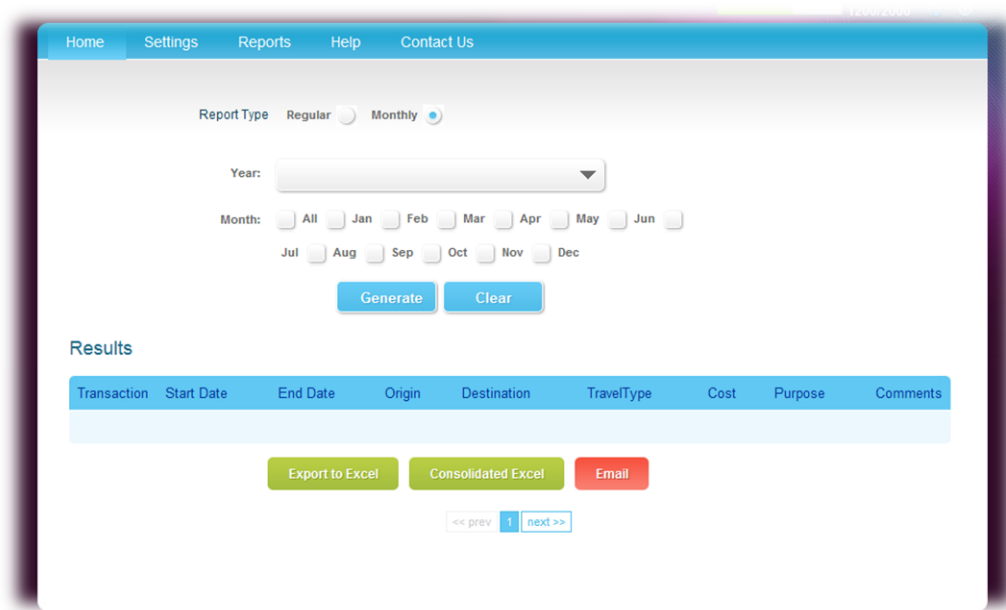 Home Settings Reports Help Contact Us
Report Type Regular Monthly
Year:
Month: All Jan Feb Mar Apr May Jun
Jul Aug Sep Oct Nov Dec
Generate Clear
Results
Transaction Start Date End Date Origin Destination TravelType Cost Purpose Comments
Export to Excel Consolidated Excel Email
<< prev 1 next >>